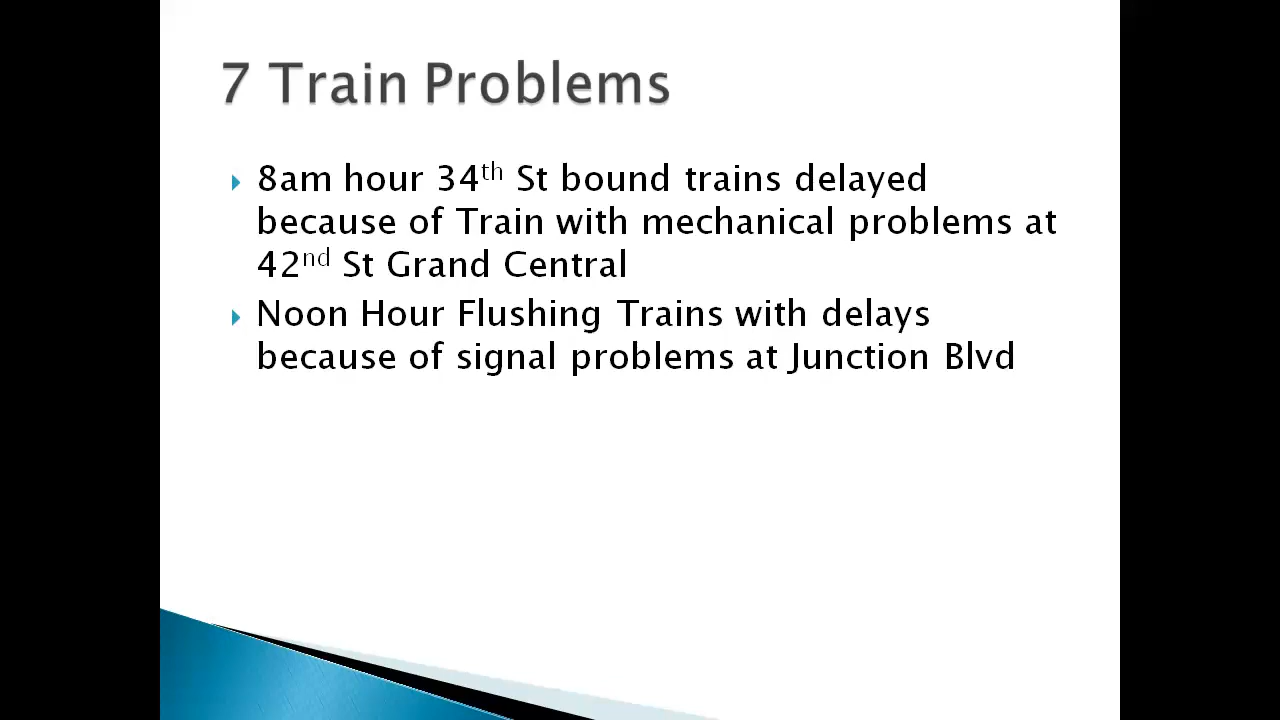 7 Train Problems
8am hour 34th St bound trains delayed
because of Train with mechanical problems at
42nd St Grand Central
Noon Hour Flushing Trains with delays
because of signal problems at Junction Blvd